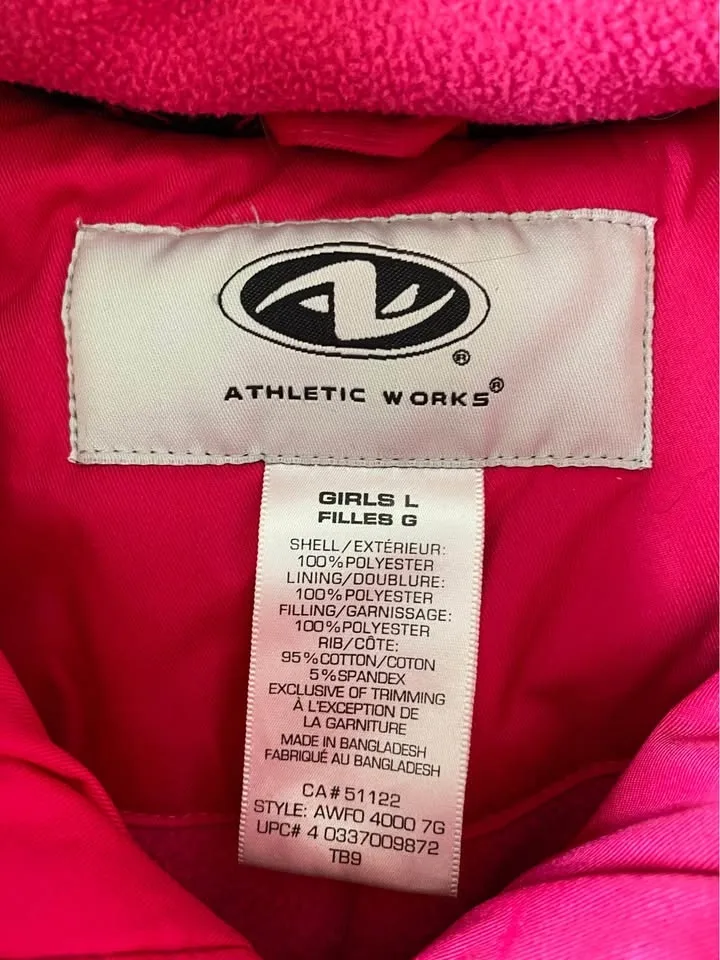 ®
ATHLETIC WORKS®
GIRLS L
FILLES G
SHELL/EXTÉRIEUR:
100%POLYESTER
LINING/DOUBLURE:
100%POLYESTER
FILLING/GARNISSAGE:
100%POLYESTER
RIB/CÔTE:
95%COTTON/COTON
5%SPANDEX
EXCLUSIVE OF TRIMMING
À L'EXCEPTION DE
LA GARNITURE
MADE IN BANGLADESH
FABRIQUÉ AU BANGLADESH
CA# 51122
STYLE: AWF0 4000 7G
UPC# 4 0337009872
TB9